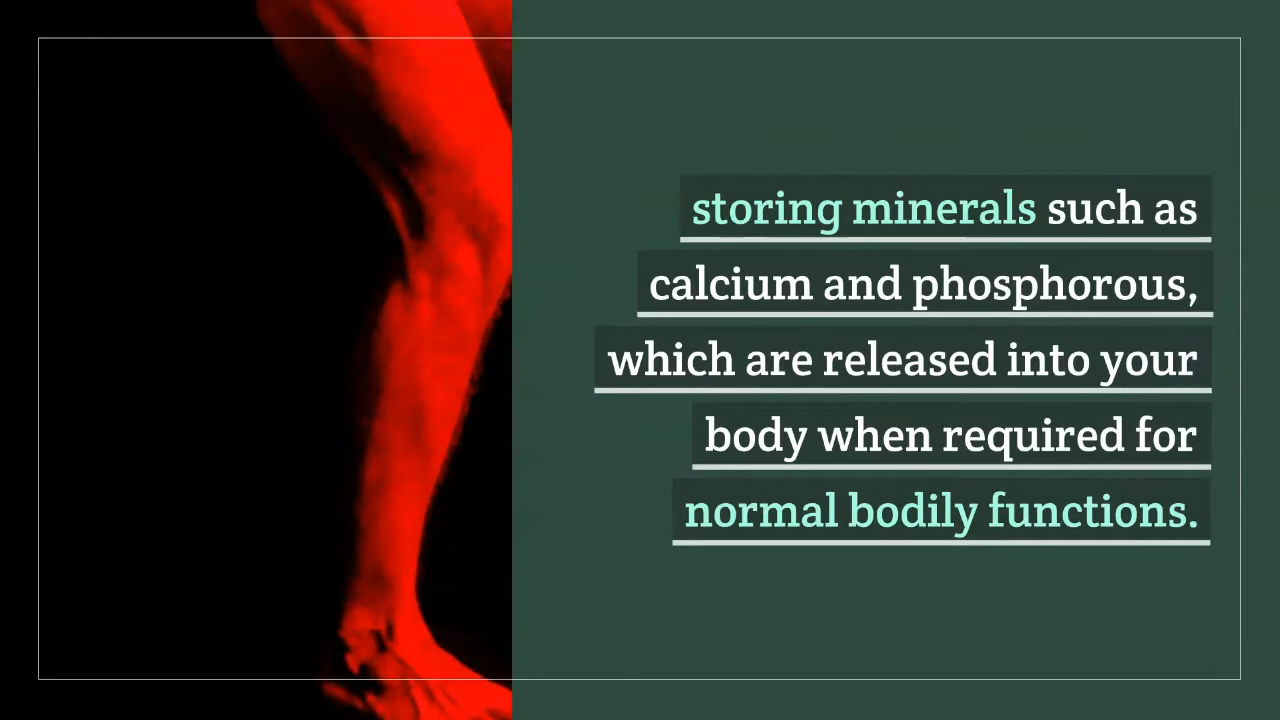 storing minerals such as
calcium and phosphorous,
which are released into your
body when required for
normal bodily functions.